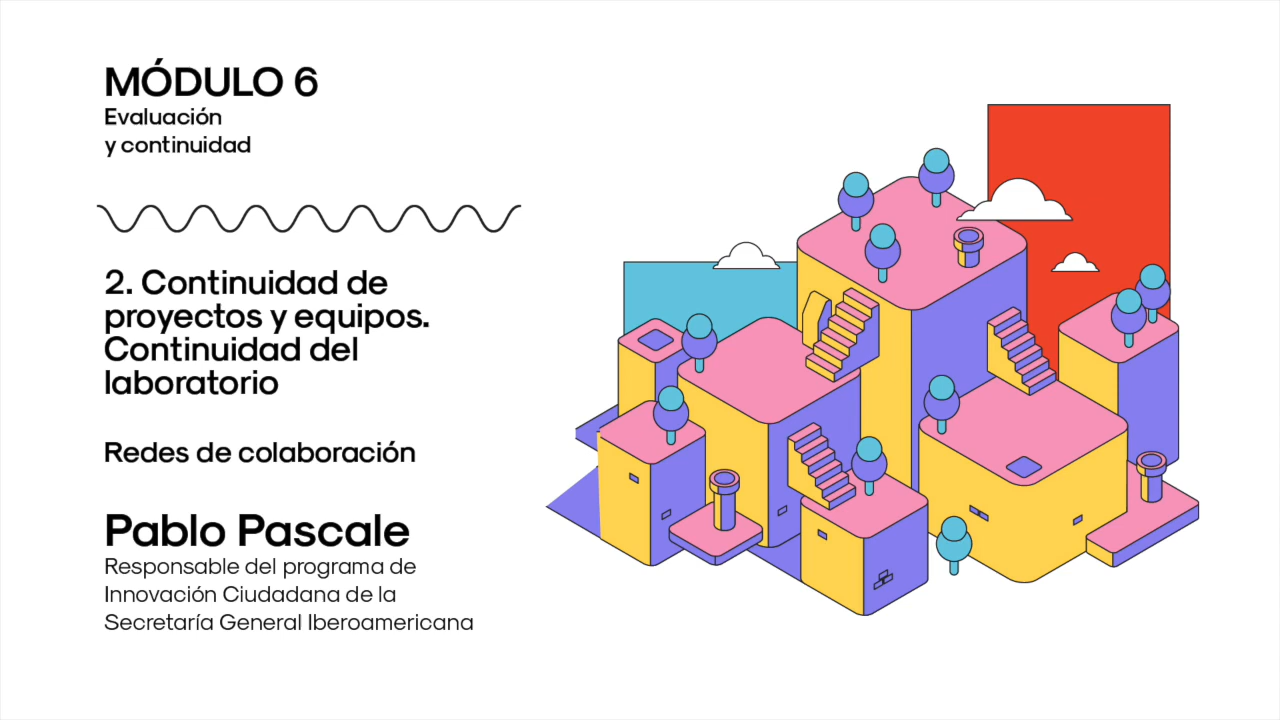 MÓDULO 6
Evaluación
y continuidad
2. Continuidad de
proyectos y equipos.
Continuidad del
laboratorio
Redes de colaboración
Pablo Pascale
Responsable del programa de
Innovación Ciudadana de la
Secretaría General Iberoamericana